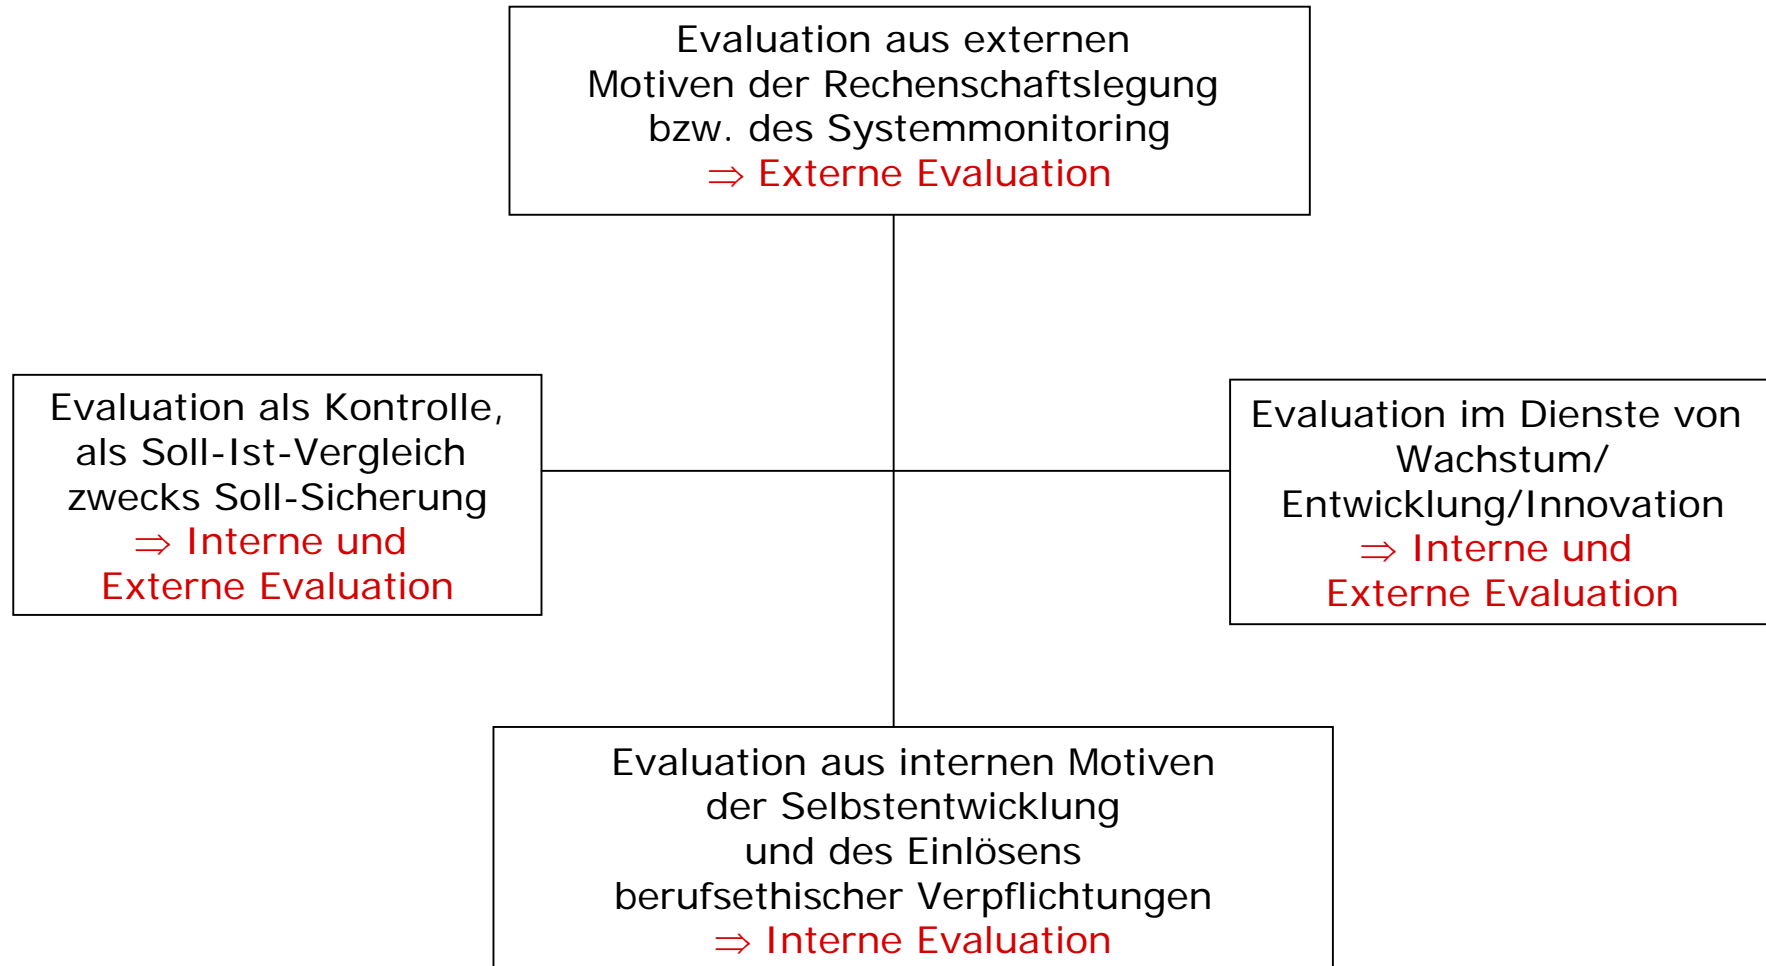 Evaluation aus externen
Motiven der Rechenschaftslegung
bzw. des Systemmonitoring
⇒ Externe Evaluation
Evaluation als Kontrolle,
als Soll-Ist-Vergleich
zwecks Soll-Sicherung
⇒ Interne und
Externe Evaluation
Evaluation im Dienste von
Wachstum/
Entwicklung/Innovation
⇒ Interne und
Externe Evaluation
Evaluation aus internen Motiven
der Selbstentwicklung
und des Einlösens
berufsethischer Verpflichtungen
⇒ Interne Evaluation